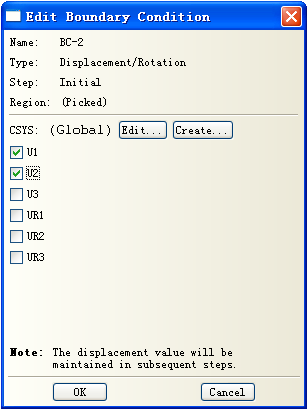 Edit Boundary Condition
Name: BC-2
Type: Displacement/Rotation
Step: Initial
Region: (Picked)
CSYS: (Global) Edit... Create...
U1
U2
U3
UR1
UR2
UR3
Note: The displacement value will be
maintained in subsequent steps.
OK Cancel